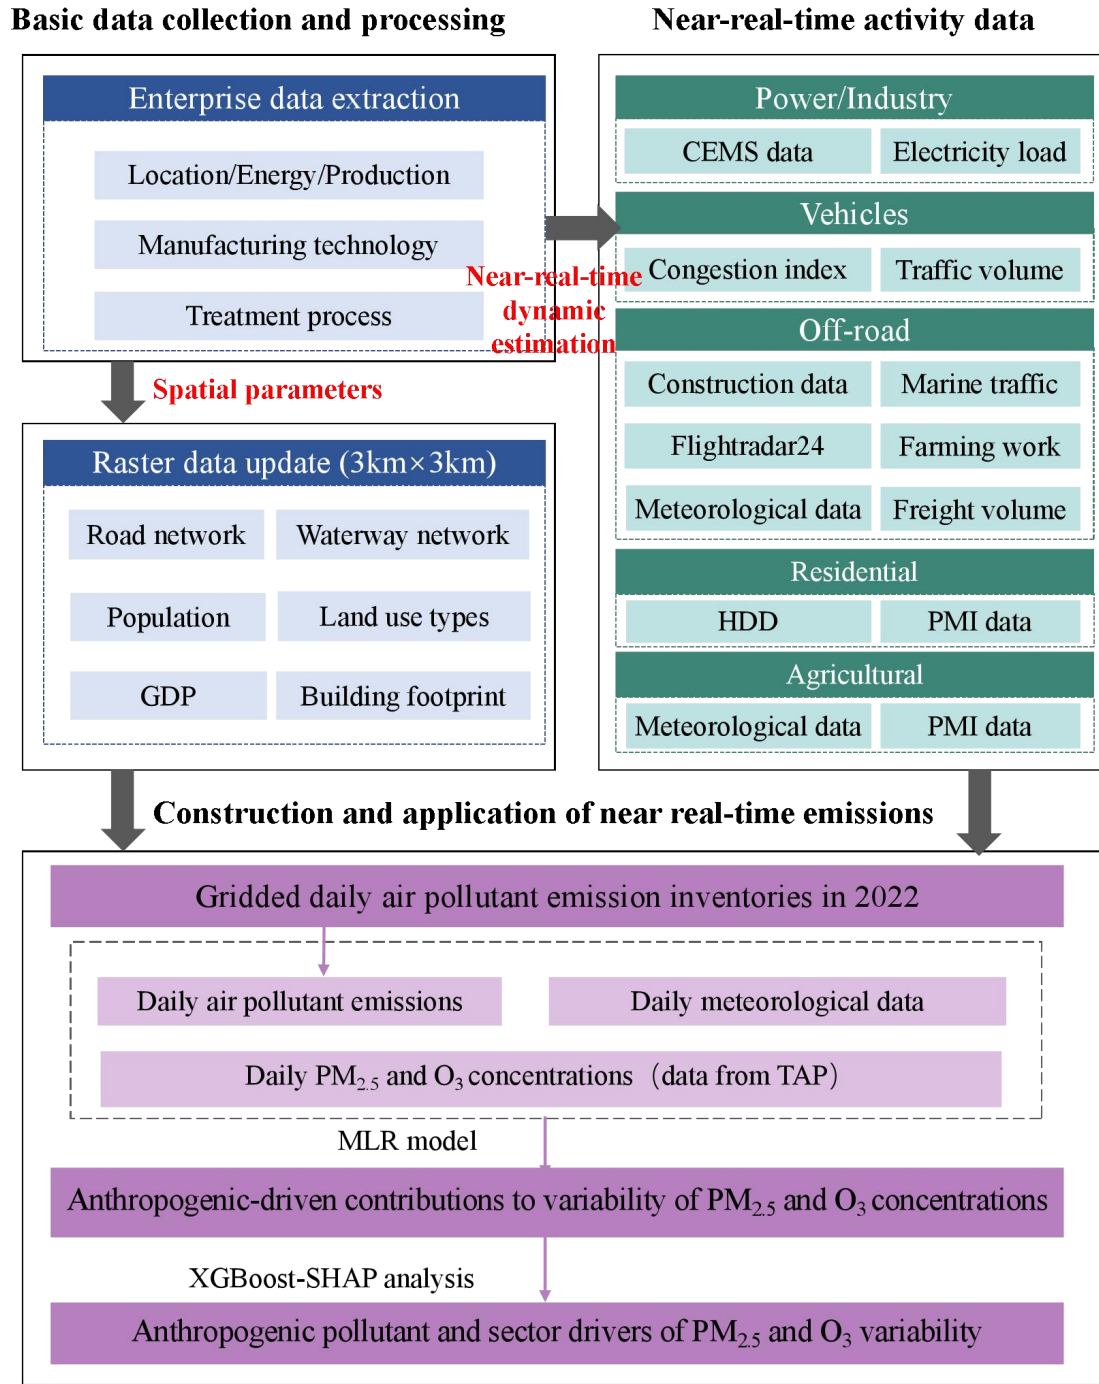 Basic data collection and processing
Enterprise data extraction
Location/Energy/Production
Manufacturing technology
Treatment process
Spatial parameters
Raster data update (3km×3km)
Road network
Waterway network
Population
Land use types
GDP
Building footprint
Near-real-time
dynamic
estimation
Near-real-time activity data
Power/Industry
CEMS data
Electricity load
Vehicles
Congestion index
Traffic volume
Off-road
Construction data
Marine traffic
Flightradar24
Farming work
Meteorological data
Freight volume
Residential
HDD
PMI data
Agricultural
Meteorological data
PMI data
Construction and application of near real-time emissions
Gridded daily air pollutant emission inventories in 2022
Daily air pollutant emissions
Daily meteorological data
Daily PM2.5 and O3 concentrations（data from TAP）
MLR model
Anthropogenic-driven contributions to variability of PM2.5 and O3 concentrations
XGBoost-SHAP analysis
Anthropogenic pollutant and sector drivers of PM2.5 and O3 variability